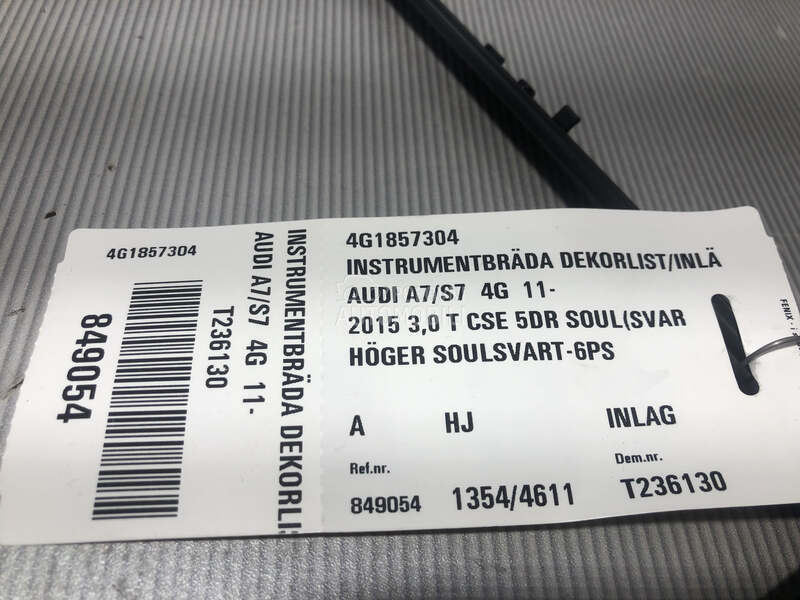 4G1857304
849054
INSTRUMENTBRÄDA DEKORLI
AUDI A7/S7 4G 11-
T236130
4G1857304
INSTRUMENTBRÄDA DEKORLIST/INLÄ
AUDI A7/S7 4G 11-
2015 3,0 T CSE 5DR SOUL(SVAR
HÖGER SOULSVART-6PS
A HJ INLAG
Ref.nr. Dem.nr.
849054 1354/4611 T236130
FENIX -